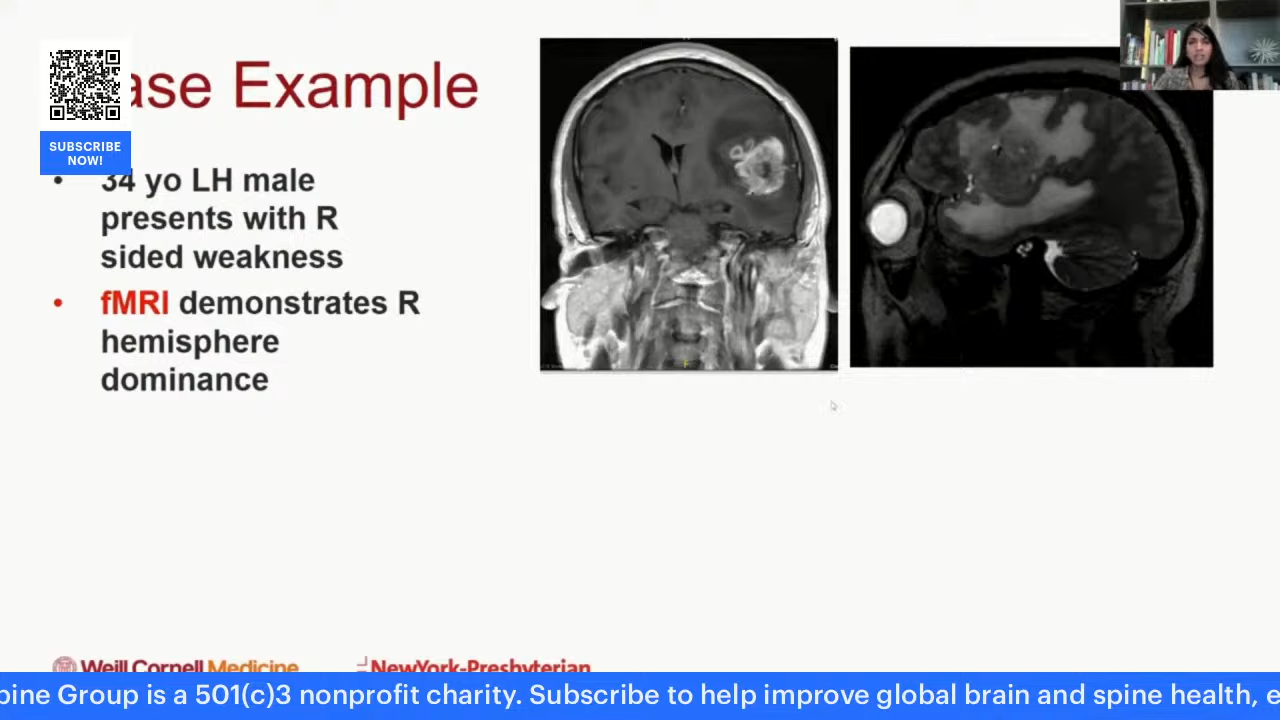 ase Example
SUBSCRIBE
NOW!
• 34 yo LH male
presents with R
sided weakness
• fMRI demonstrates R
hemisphere
dominance
Weill Cornell Medicine
NewYork-Presbyterian
pine Group is a 501(c)3 nonprofit charity. Subscribe to help improve global brain and spine health, e